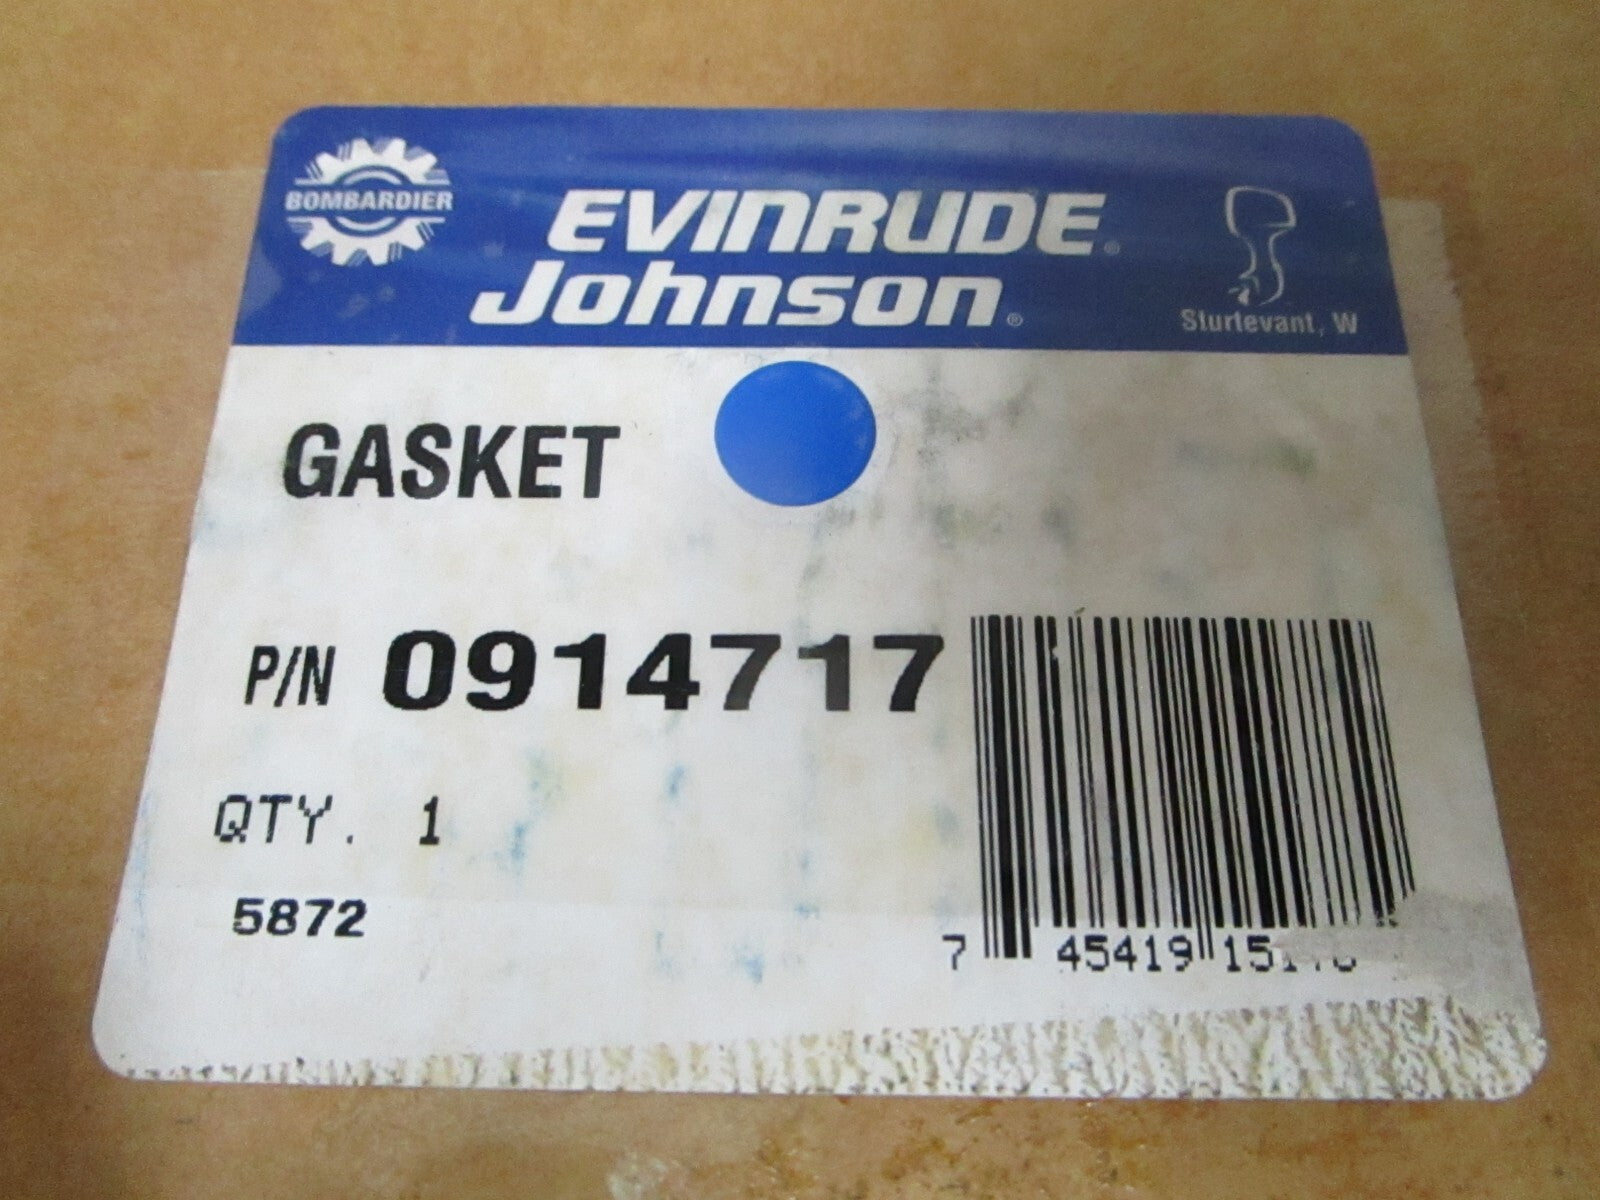 BOMBARDIER
EVINRUDE®
Johnson®
Sturtevant, W
GASKET
P/N 0914717
QTY. 1
5872
7 45419